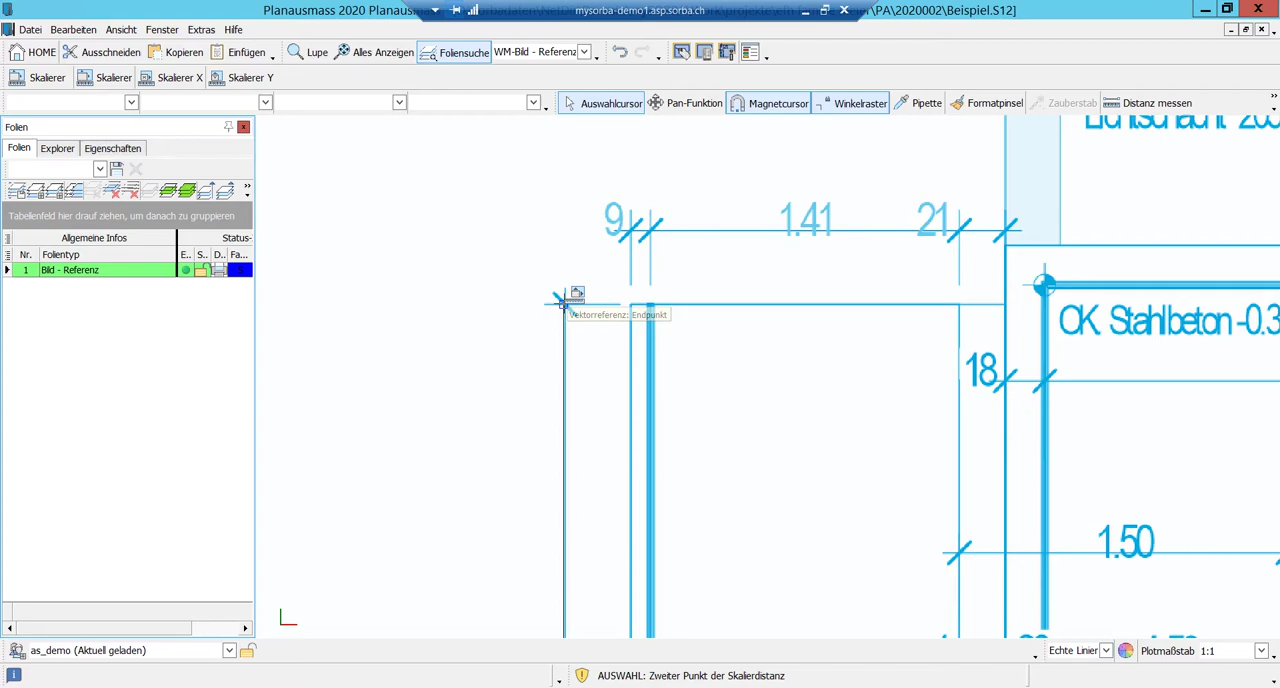 Planausmass 2020 Planausmass
mysorba-demo1.asp.sorba.ch
PA\2020002\Beispiel.S12]
Datei Bearbeiten Ansicht Fenster Extras Hilfe
HOME Ausschneiden Kopieren Einfügen Lupe Alles Anzeigen Foliensuche WM-Bild - Referenz
Skalierer Skalierer Skalierer X Skalierer Y
Auswahlcursor Pan-Funktion Magnetcursor Winkelraster Pipette Formatpinsel Zauberstab Distanz messen
Folien
Folien Explorer Eigenschaften
Tabellenfeld hier drauf ziehen, um danach zu gruppieren
Allgemeine Infos Status-
Nr. Folientyp E.. S.. D.. Fa...
1 Bild - Referenz
9 1.41 21
Vektorreferenz: Endpunkt
OK Stahlbeton -0.3
18
1.50
as_demo (Aktuell geladen)
Echte Linier Plotmaßstab 1:1
AUSWAHL: Zweiter Punkt der Skalierdistanz